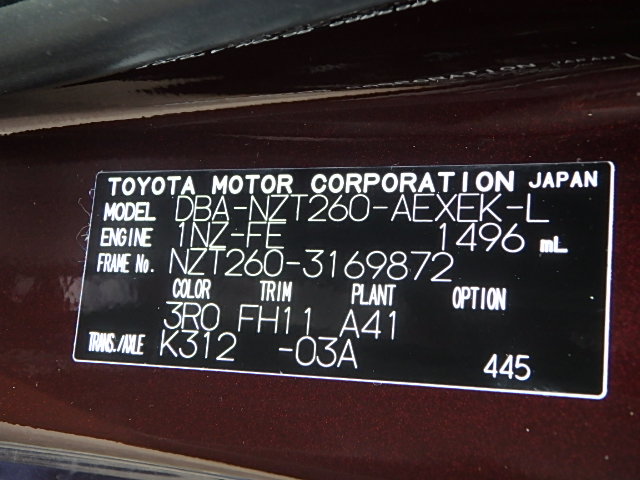 TOYOTA MOTOR CORPORATION JAPAN
MODEL DBA-NZT260-AEXEK-L
ENGINE 1NZ-FE 1496 mL
FRAME No. NZT260-3169872
COLOR TRIM PLANT OPTION
3R0 FH11 A41
TRANS./AXLE K312 -03A
445